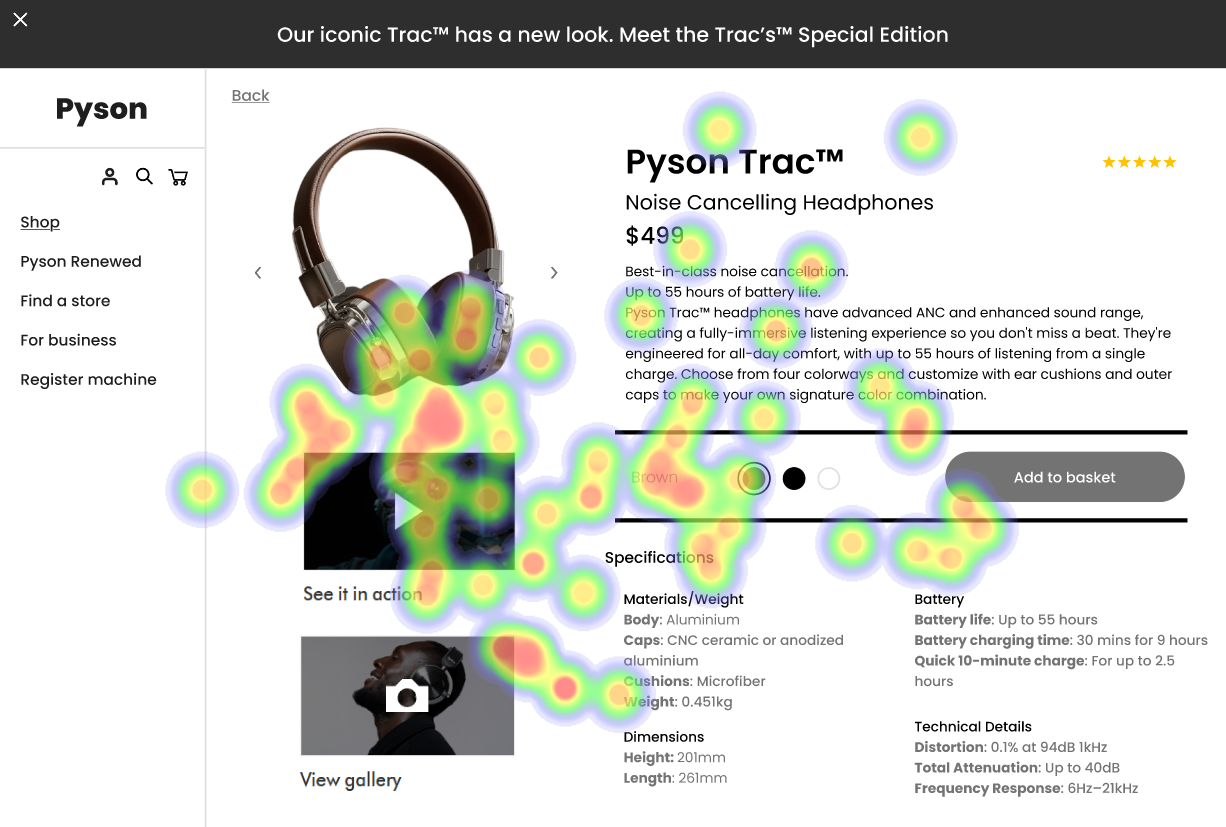 Our iconic Trac™ has a new look. Meet the Trac's™ Special Edition
Pyson
Shop
Pyson Renewed
Find a store
For business
Register machine
Back
Pyson Trac™
Noise Cancelling Headphones
$499
Best-in-class noise cancellation.
Up to 55 hours of battery life.
Pyson Trac™ headphones have advanced ANC and enhanced sound range,
creating a fully-immersive listening experience so you don't miss a beat. They're
engineered for all-day comfort, with up to 55 hours of listening from a single
charge. Choose from four colorways and customize with ear cushions and outer
caps to make your own signature color combination.
Brown
Add to basket
See it in action
View gallery
Specifications
Materials/Weight
Body: Aluminium
Caps: CNC ceramic or anodized
aluminium
Cushions: Microfiber
Weight: 0.451kg
Dimensions
Height: 201mm
Length: 261mm
Battery
Battery life: Up to 55 hours
Battery charging time: 30 mins for 9 hours
Quick 10-minute charge: For up to 2.5
hours
Technical Details
Distortion: 0.1% at 94dB 1kHz
Total Attenuation: Up to 40dB
Frequency Response: 6Hz–21kHz